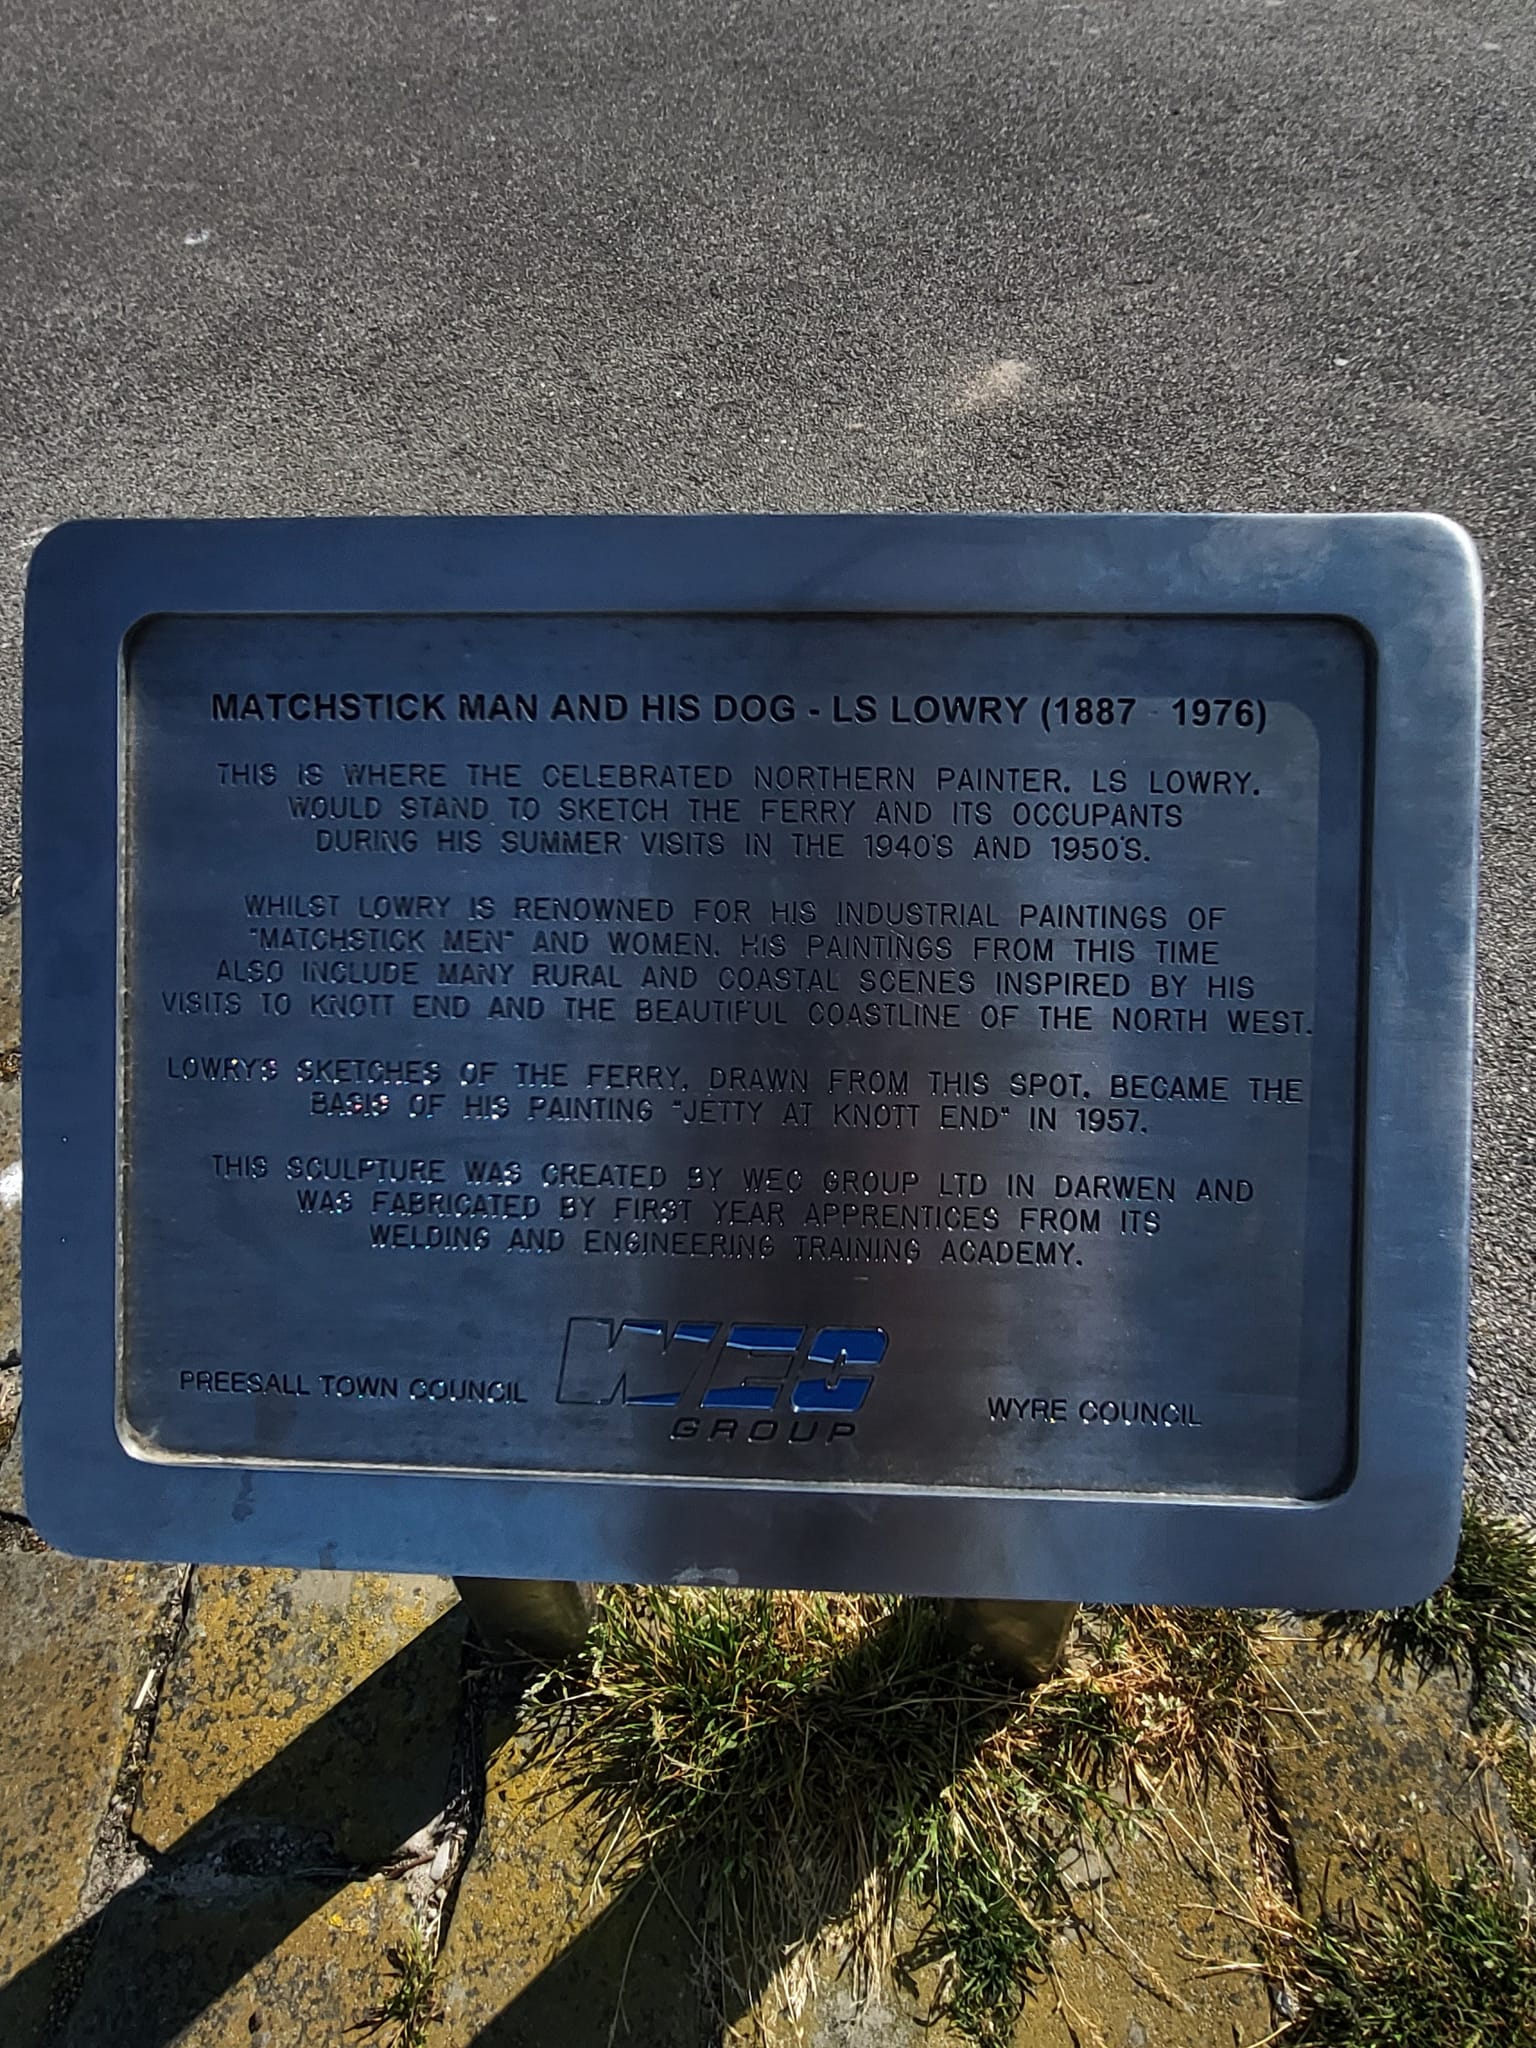 MATCHSTICK MAN AND HIS DOG - LS LOWRY (1887 - 1976)
THIS IS WHERE THE CELEBRATED NORTHERN PAINTER, LS LOWRY,
WOULD STAND TO SKETCH THE FERRY AND ITS OCCUPANTS
DURING HIS SUMMER VISITS IN THE 1940'S AND 1950'S.
WHILST LOWRY IS RENOWNED FOR HIS INDUSTRIAL PAINTINGS OF
"MATCHSTICK MEN" AND WOMEN, HIS PAINTINGS FROM THIS TIME
ALSO INCLUDE MANY RURAL AND COASTAL SCENES INSPIRED BY HIS
VISITS TO KNOTT END AND THE BEAUTIFUL COASTLINE OF THE NORTH WEST.
LOWRY'S SKETCHES OF THE FERRY, DRAWN FROM THIS SPOT, BECAME THE
BASIS OF HIS PAINTING "JETTY AT KNOTT END" IN 1957.
THIS SCULPTURE WAS CREATED BY WEC GROUP LTD IN DARWEN AND
WAS FABRICATED BY FIRST YEAR APPRENTICES FROM ITS
WELDING AND ENGINEERING TRAINING ACADEMY.
PREESALL TOWN COUNCIL
WEC
GROUP
WYRE COUNCIL